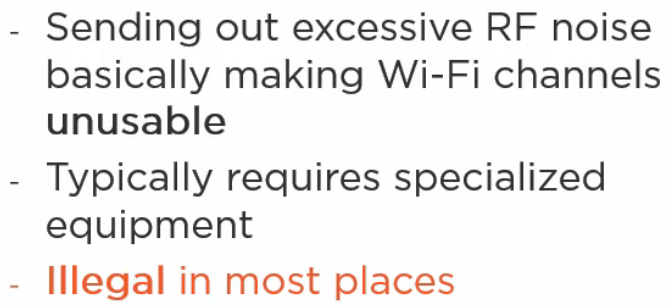 - Sending out excessive RF noise
basically making Wi-Fi channels
unusable
- Typically requires specialized
equipment
- Illegal in most places